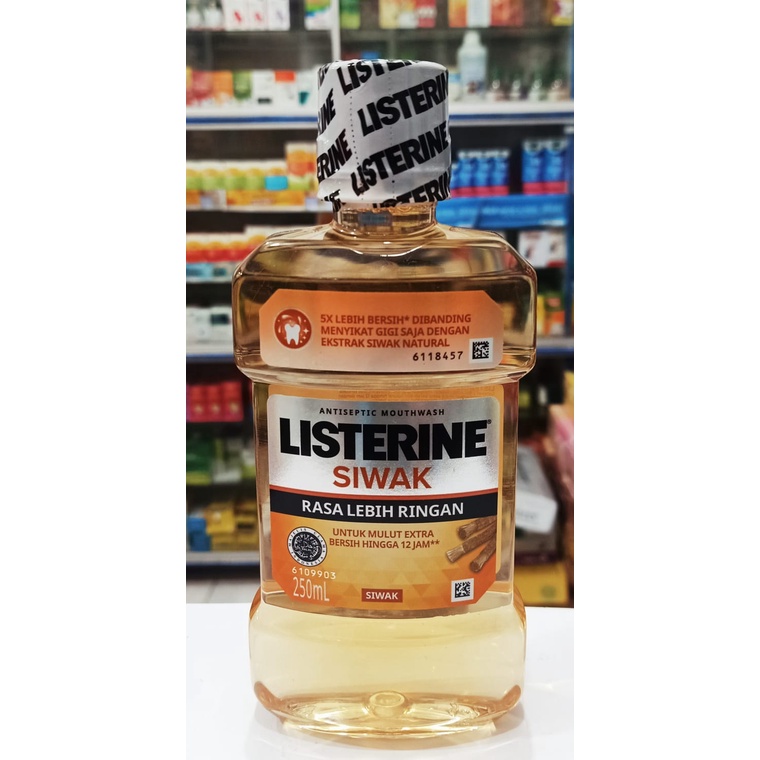 LISTERINE
LISTERINE
LISTERINE
LISTERINE
5X LEBIH BERSIH* DIBANDING
MENYIKAT GIGI SAJA DENGAN
EKSTRAK SIWAK NATURAL
6118457
ANTISEPTIC MOUTHWASH
LISTERINE
SIWAK
RASA LEBIH RINGAN
UNTUK MULUT EXTRA
BERSIH HINGGA 12 JAM**
6109903
250mL
SIWAK